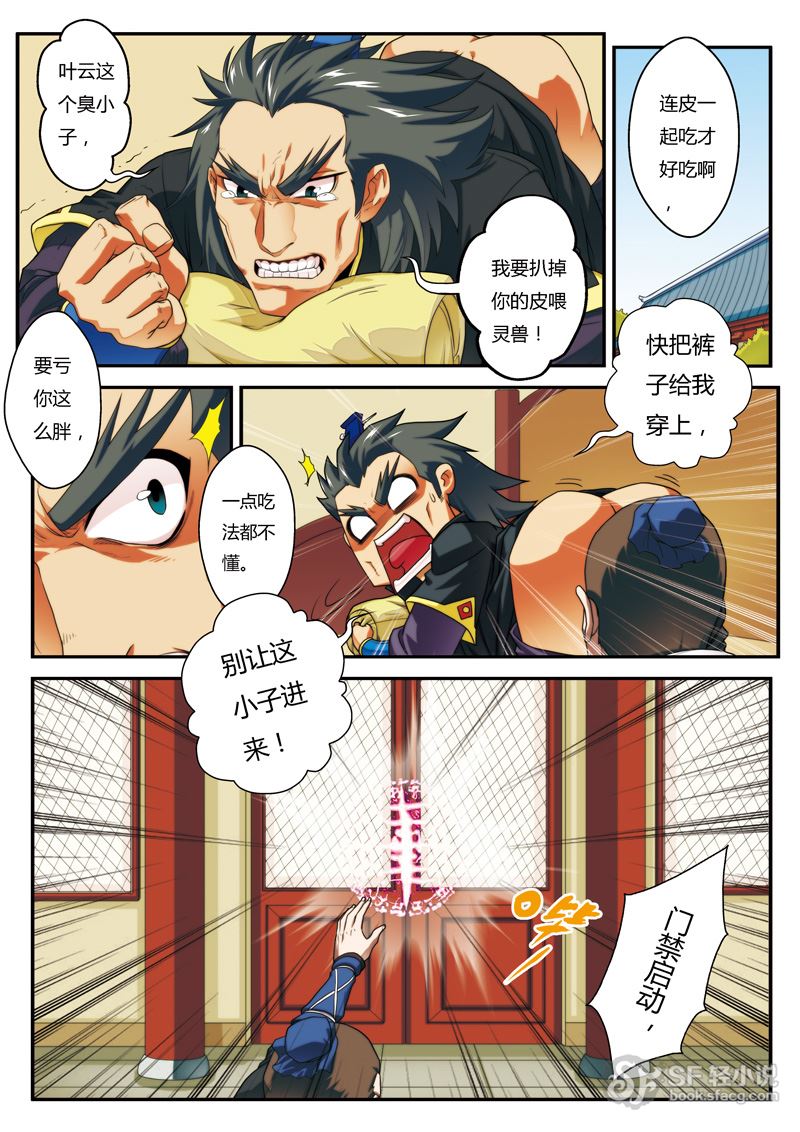 叶云这
个臭小
子，
我要扒掉
你的皮喂
灵兽！
连皮一
起吃才
好吃啊
，
要亏
你这
么胖，
一点吃
法都不
懂。
快把裤
子给我
穿上，
别让这
小子进
来！
门禁启动，
SF 轻小说
book.sfacg.com